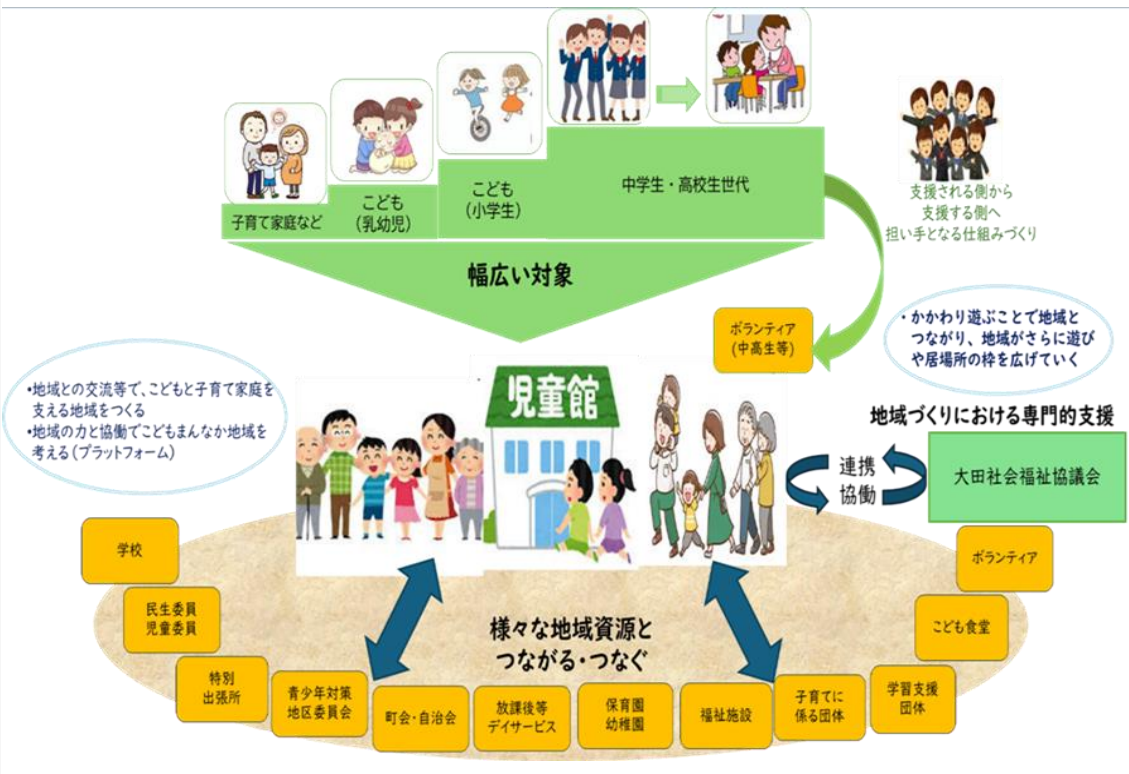 子育て家庭など
こども
(乳幼児)
こども
(小学生)
中学生・高校生世代
支援される側から
支援する側へ
担い手となる仕組みづくり
幅広い対象
ボランティア
(中高生等)
・かかわり遊ぶことで地域と
つながり、地域がさらに遊び
や居場所の枠を広げていく
•地域との交流等で、こどもと子育て家庭を
支える地域をつくる
•地域の力と協働でこどもまんなか地域を
考える(プラットフォーム)
児童館
地域づくりにおける専門的支援
連携
協働
大田社会福祉協議会
学校
民生委員
児童委員
特別
出張所
青少年対策
地区委員会
町会・自治会
放課後等
デイサービス
保育園
幼稚園
福祉施設
子育てに
係る団体
学習支援
団体
こども食堂
ボランティア
様々な地域資源と
つながる・つなぐ